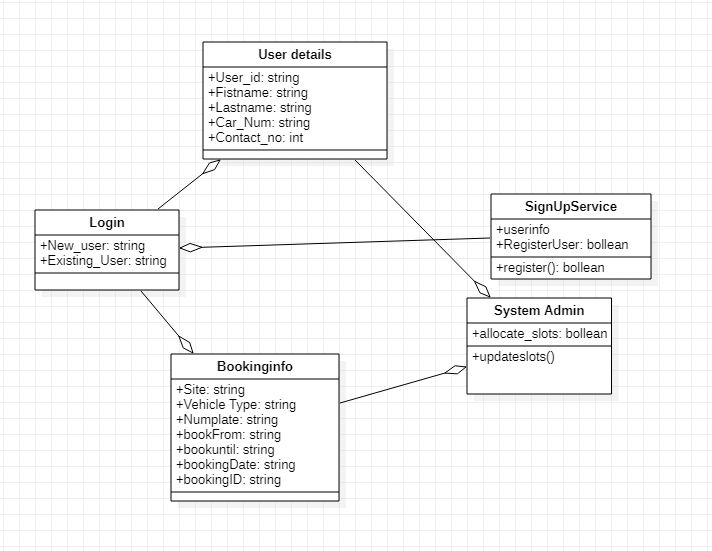 User details
+User_id: string
+Fistname: string
+Lastname: string
+Car_Num: string
+Contact_no: int
Login
+New_user: string
+Existing_User: string
SignUpService
+userinfo
+RegisterUser: bollean
+register(): bollean
System Admin
+allocate_slots: bollean
+updateslots()
Bookinginfo
+Site: string
+Vehicle Type: string
+Numplate: string
+bookFrom: string
+bookuntil: string
+bookingDate: string
+bookingID: string